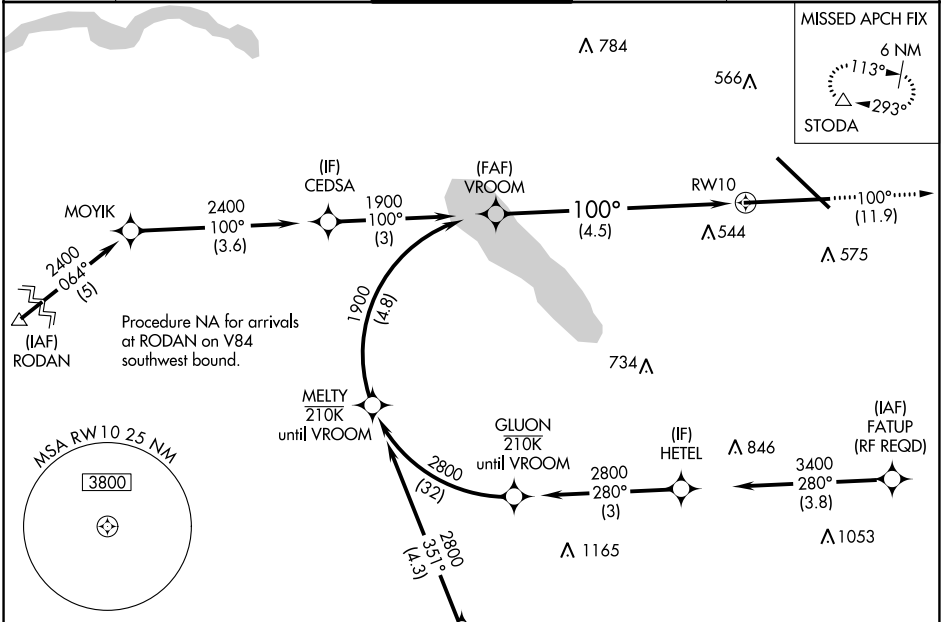 MISSED APCH FIX
6 NM
113°
293°
STODA
784
566
(IF)
CEDSA
(FAF)
VROOM
RW10
MOYIK
2400
100°
(3.6)
1900
100°
(3)
100°
(4.5)
100°
(11.9)
544
575
2400
064°
(5)
(IAF)
RODAN
Procedure NA for arrivals
at RODAN on V84
southwest bound.
1900
(4.8)
734
MELTY
210K
until VROOM
GLUON
210K
until VROOM
(IF)
HETEL
846
(IAF)
FATUP
(RF REQD)
MSA RW10 25 NM
3800
2800
(32)
2800
280°
(3)
3400
280°
(3.8)
1165
1053
2800
351°
(4.3)